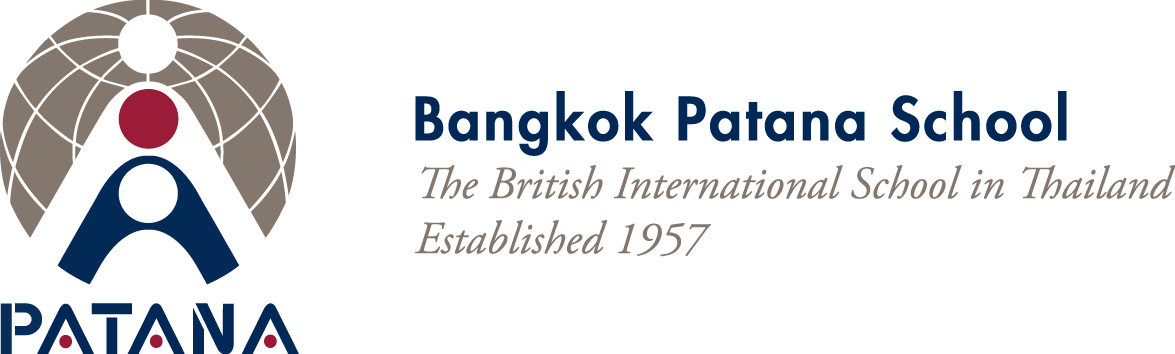 PATANA
Bangkok Patana School
The British International School in Thailand
Established 1957